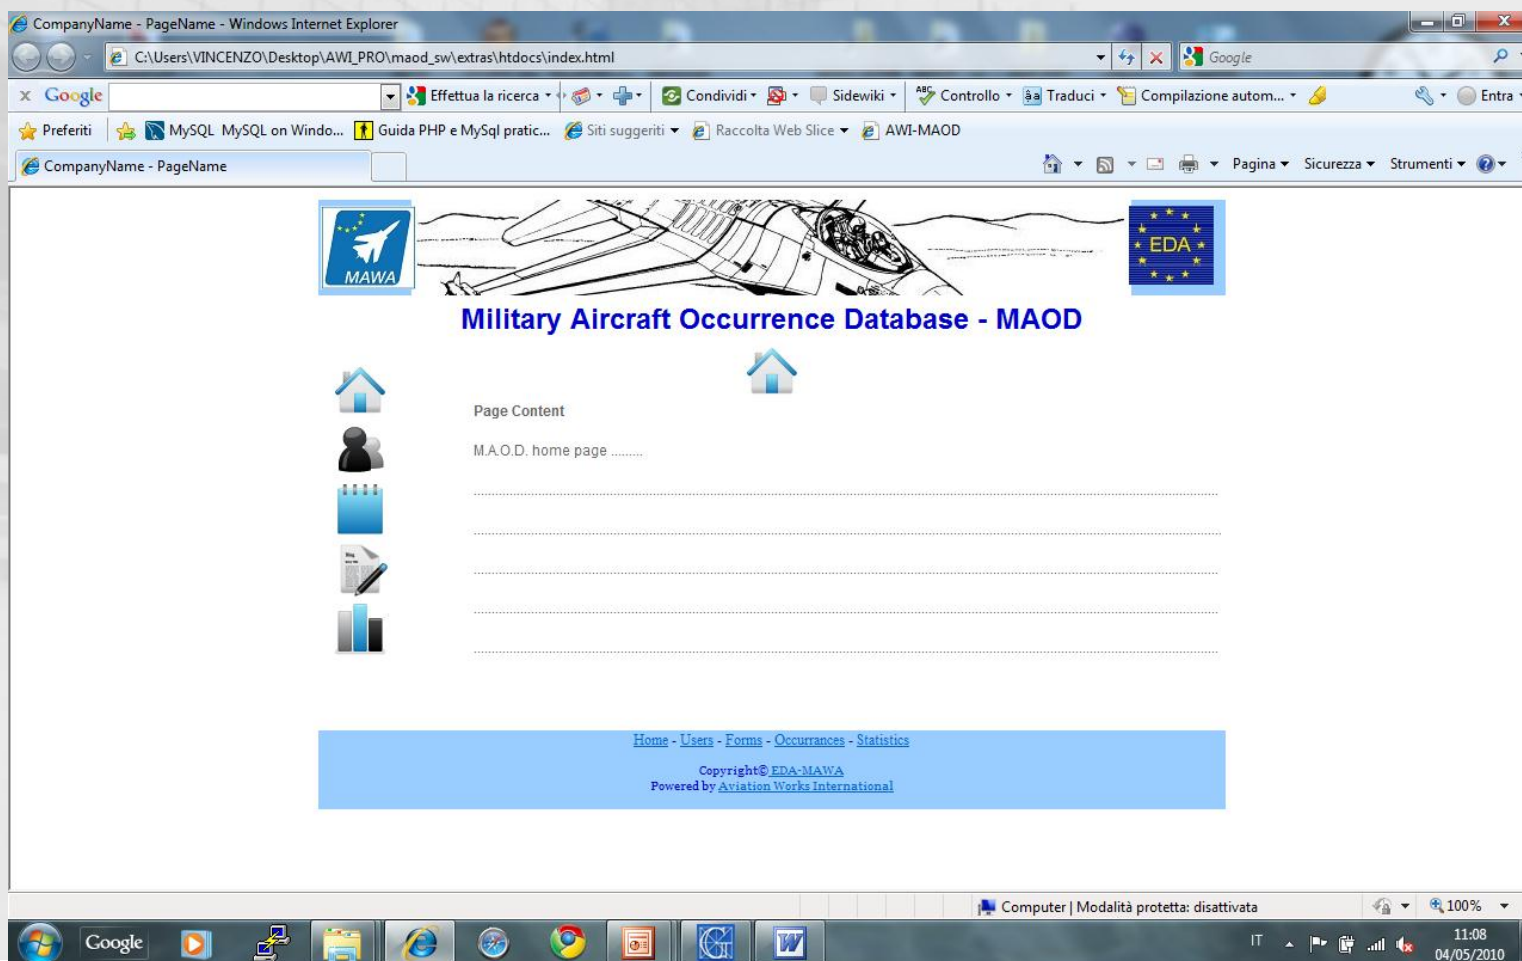 CompanyName - PageName - Windows Internet Explorer
C:\Users\VINCENZO\Desktop\AWI_PRO\maod_sw\extras\htdocs\index.html
Google
x Google
Effettua la ricerca
Condividi
Sidewiki
ABC Controllo
âa Traduci
Compilazione autom...
Entra
Preferiti
MySQL MySQL on Windo...
Guida PHP e MySql pratic...
Siti suggeriti
Raccolta Web Slice
AWI-MAOD
CompanyName - PageName
Pagina
Sicurezza
Strumenti
MAWA
EDA
Military Aircraft Occurrence Database - MAOD
Page Content
M.A.O.D. home page .........
Blog
Home - Users - Forms - Occurrances - Statistics
Copyright© EDA-MAWA
Powered by Aviation Works International
Computer | Modalità protetta: disattivata
100%
Google
W
IT
11:08
04/05/2010